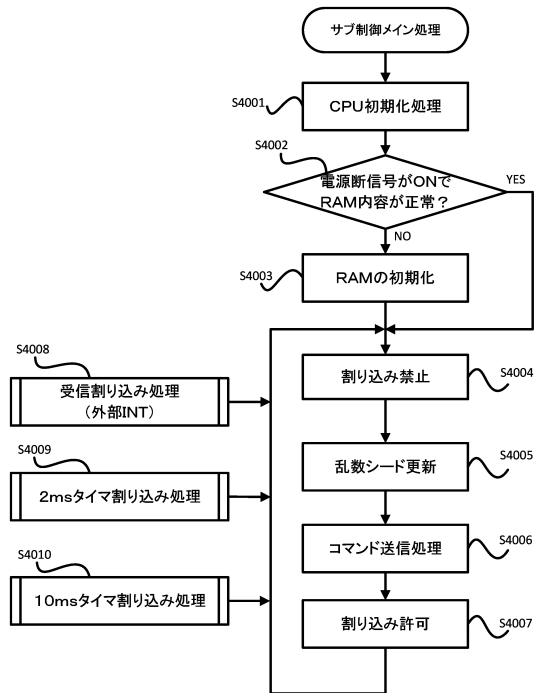 サブ制御メイン処理
S4001
CPU初期化処理
S4002
電源断信号がONで
RAM内容が正常？
YES
NO
S4003
RAMの初期化
S4008
受信割り込み処理
（外部INT）
S4004
割り込み禁止
S4009
2msタイマ割り込み処理
S4005
乱数シード更新
S4006
コマンド送信処理
S4010
10msタイマ割り込み処理
S4007
割り込み許可